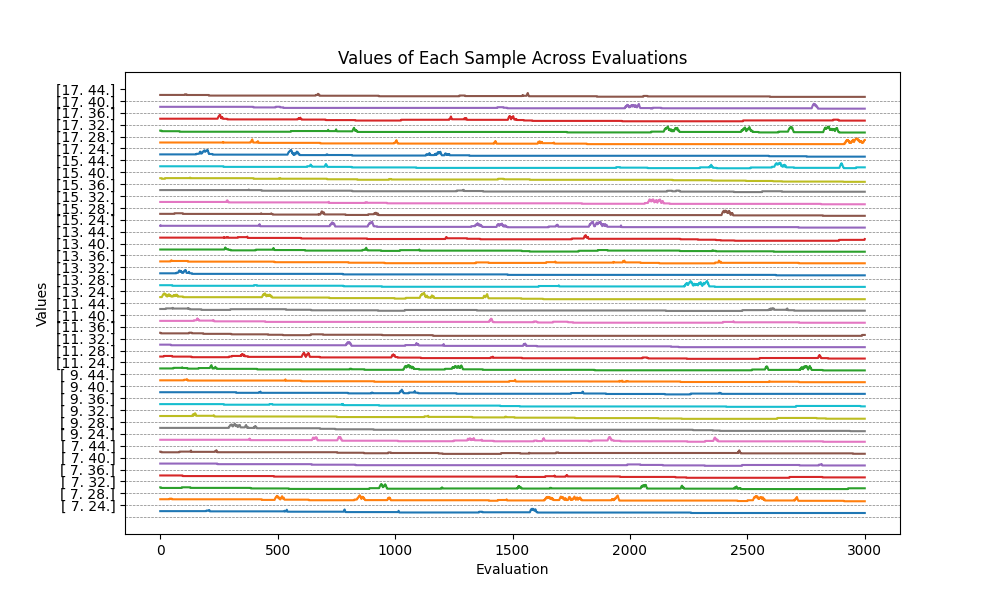 Values of Each Sample Across Evaluations
[17. 44.]
[17. 40.]
[17. 36.]
[17. 32.]
[17. 28.]
[17. 24.]
[15. 44.]
[15. 40.]
[15. 36.]
[15. 32.]
[15. 28.]
[15. 24.]
[13. 44.]
[13. 40.]
[13. 36.]
[13. 32.]
[13. 28.]
[13. 24.]
[11. 44.]
[11. 40.]
[11. 36.]
[11. 32.]
[11. 28.]
[11. 24.]
[ 9. 44.]
[ 9. 40.]
[ 9. 36.]
[ 9. 32.]
[ 9. 28.]
[ 9. 24.]
[ 7. 44.]
[ 7. 40.]
[ 7. 36.]
[ 7. 32.]
[ 7. 28.]
[ 7. 24.]
Values
0 500 1000 1500 2000 2500 3000
Evaluation